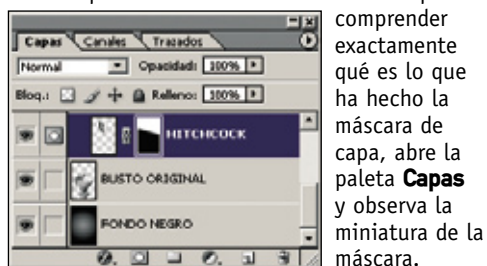 Capas Canales Trazados
Normal Opacidad: 100%
Bloq.: Relleno: 100%
HITCHCOCK
BUSTO ORIGINAL
FONDO NEGRO
comprender
exactamente
qué es lo que
ha hecho la
máscara de
capa, abre la
paleta Capas
y observa la
miniatura de la
máscara.